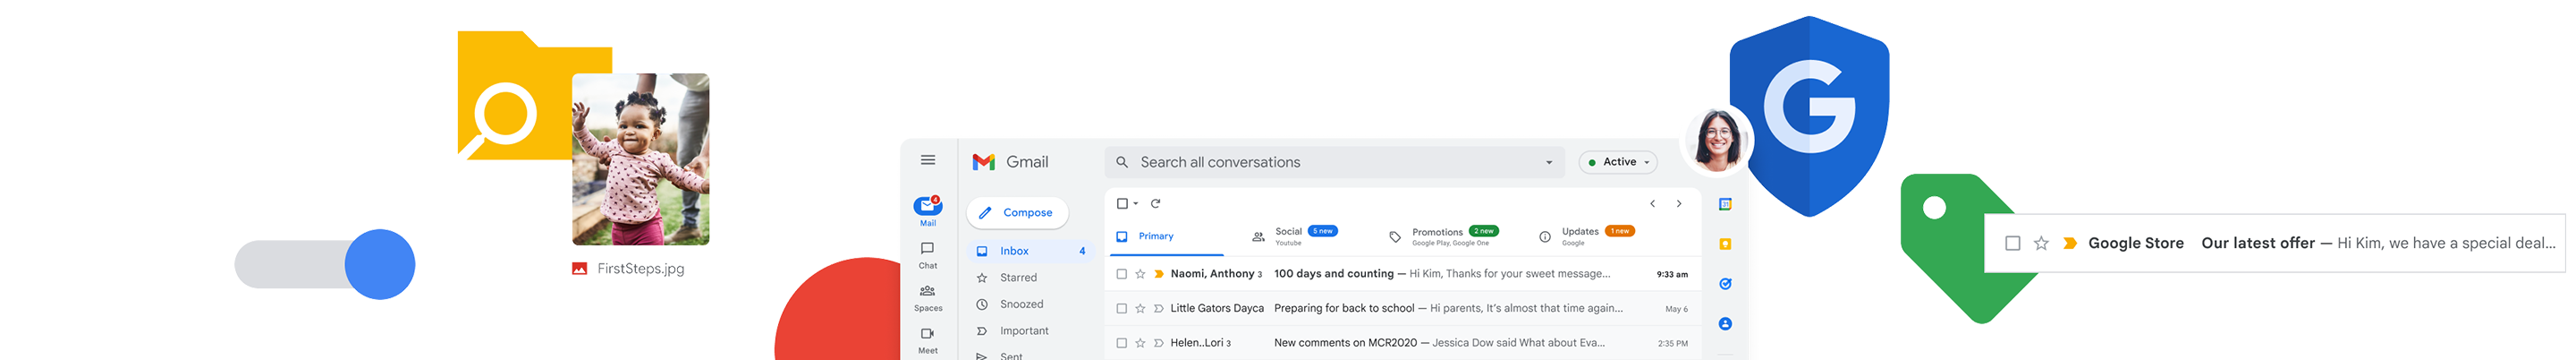 FirstSteps.jpg
Gmail
Search all conversations
Active
4
Mail
Chat
Spaces
Meet
Compose
Inbox 4
Starred
Snoozed
Important
Sent
Primary
Social 5 new
Youtube
Promotions 2 new
Google Play, Google One
Updates 1 new
Google
Naomi, Anthony 3 100 days and counting — Hi Kim, Thanks for your sweet message... 9:33 am
Little Gators Dayca Preparing for back to school — Hi parents, It's almost that time again... May 6
Helen..Lori 3 New comments on MCR2020 — Jessica Dow said What about Eva... 2:35 PM
31
G
Google Store Our latest offer — Hi Kim, we have a special deal...